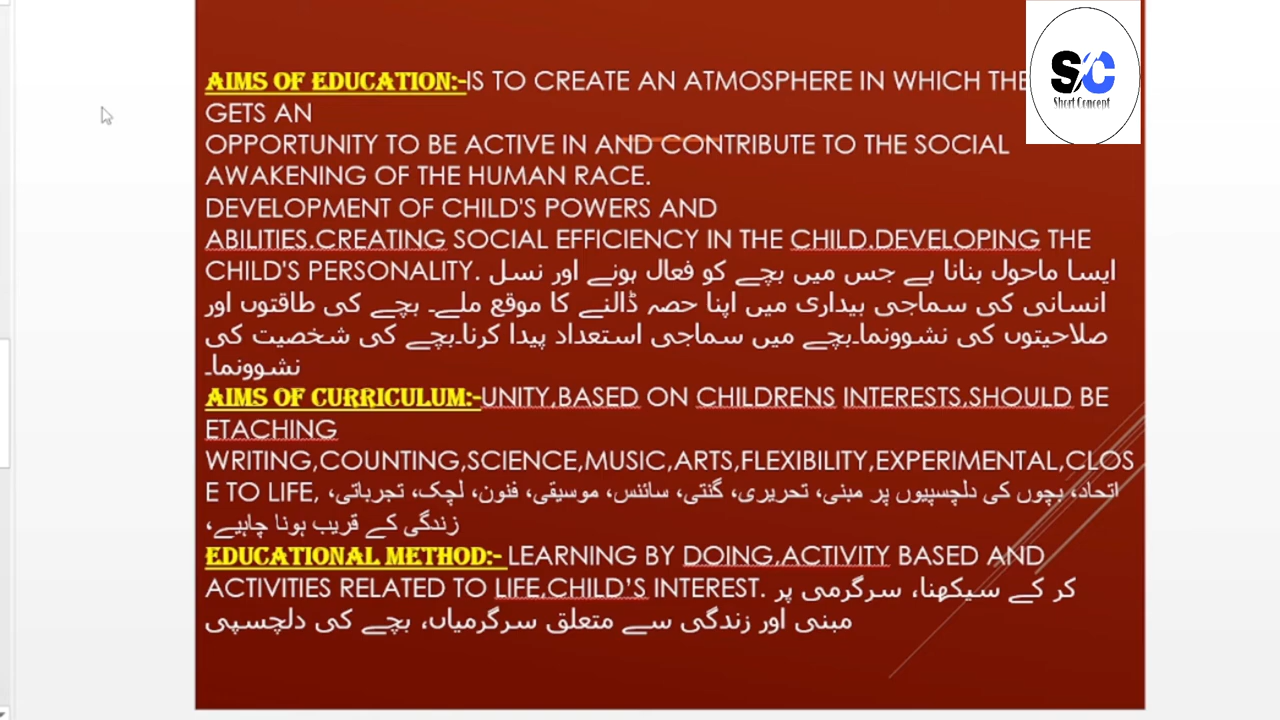 AIMS OF EDUCATION:-IS TO CREATE AN ATMOSPHERE IN WHICH THE
GETS AN
OPPORTUNITY TO BE ACTIVE IN AND CONTRIBUTE TO THE SOCIAL
AWAKENING OF THE HUMAN RACE.
DEVELOPMENT OF CHILD'S POWERS AND
ABILITIES.CREATING SOCIAL EFFICIENCY IN THE CHILD.DEVELOPING THE
CHILD'S PERSONALITY. ایسا ماحول بنانا ہے جس میں بچے کو فعال ہونے اور نسل
انسانی کی سماجی بیداری میں اپنا حصہ ڈالنے کا موقع ملے۔ بچے کی طاقتوں اور
صلاحیتوں کی نشوونما۔بچے میں سماجی استعداد پیدا کرنا۔بچے کی شخصیت کی
نشوونما۔
AIMS OF CURRICULUM:-UNITY,BASED ON CHILDRENS INTERESTS,SHOULD BE
ETACHING
WRITING,COUNTING,SCIENCE,MUSIC,ARTS,FLEXIBILITY,EXPERIMENTAL,CLOS
E TO LIFE, اتحاد، بچوں کی دلچسپیوں پر مبنی، تحریری، گنتی، سائنس، موسیقی، فنون، لچک، تجرباتی،
زندگی کے قریب ہونا چاہیے،
EDUCATIONAL METHOD:- LEARNING BY DOING,ACTIVITY BASED AND
ACTIVITIES RELATED TO LIFE,CHILD’S INTEREST. کر کے سیکھنا، سرگرمی پر
مبنی اور زندگی سے متعلق سرگرمیاں، بچے کی دلچسپی
S/C
Short Concept